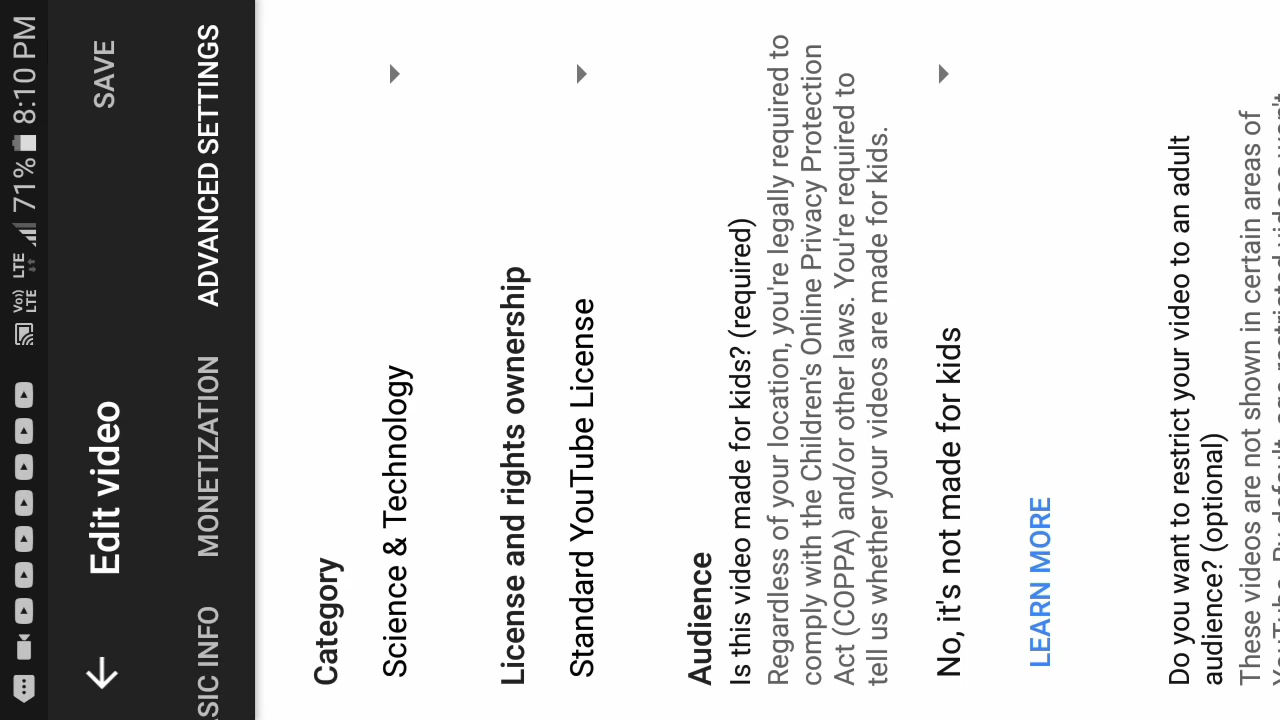 Vo)) LTE LTE 71% 8:10 PM
Edit video SAVE
SIC INFO MONETIZATION ADVANCED SETTINGS
Category
Science & Technology
License and rights ownership
Standard YouTube License
Audience
Is this video made for kids? (required)
Regardless of your location, you're legally required to
comply with the Children's Online Privacy Protection
Act (COPPA) and/or other laws. You're required to
tell us whether your videos are made for kids.
No, it's not made for kids
LEARN MORE
Do you want to restrict your video to an adult
audience? (optional)
These videos are not shown in certain areas of